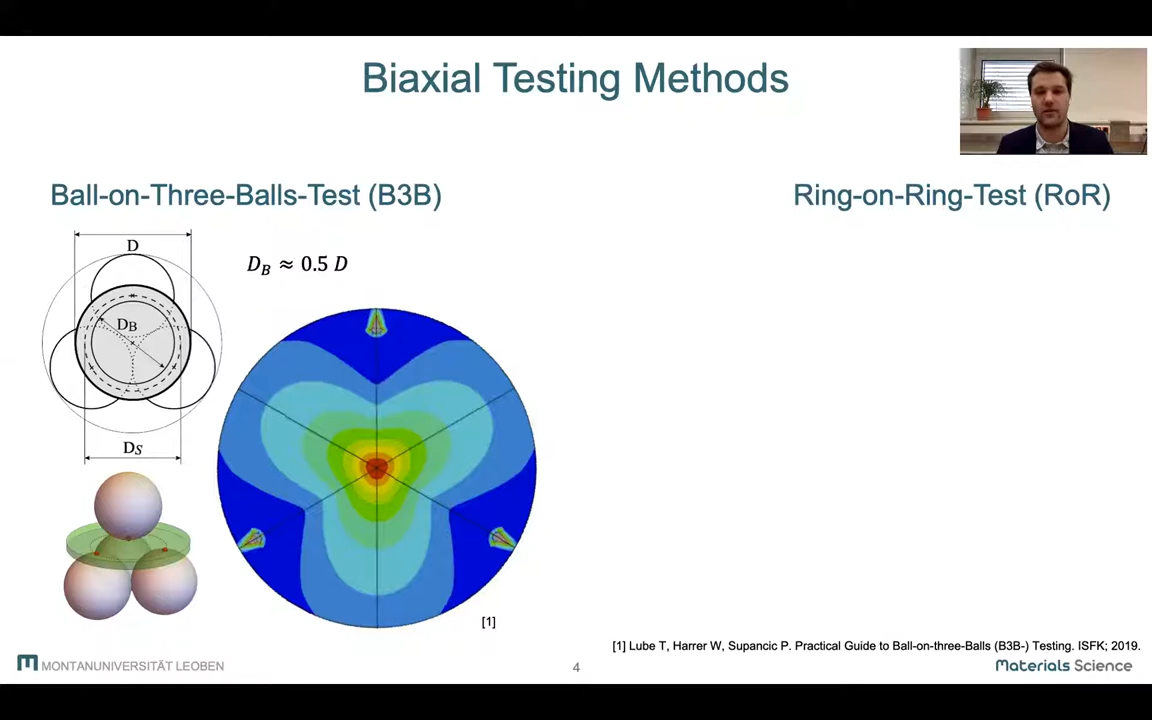 Biaxial Testing Methods
Ball-on-Three-Balls-Test (B3B)
Ring-on-Ring-Test (RoR)
D
D_B ≈ 0.5 D
DB
DS
[1]
[1] Lube T, Harrer W, Supancic P. Practical Guide to Ball-on-three-Balls (B3B-) Testing. ISFK; 2019.
MONTANUNIVERSITÄT LEOBEN
4
Materials Science